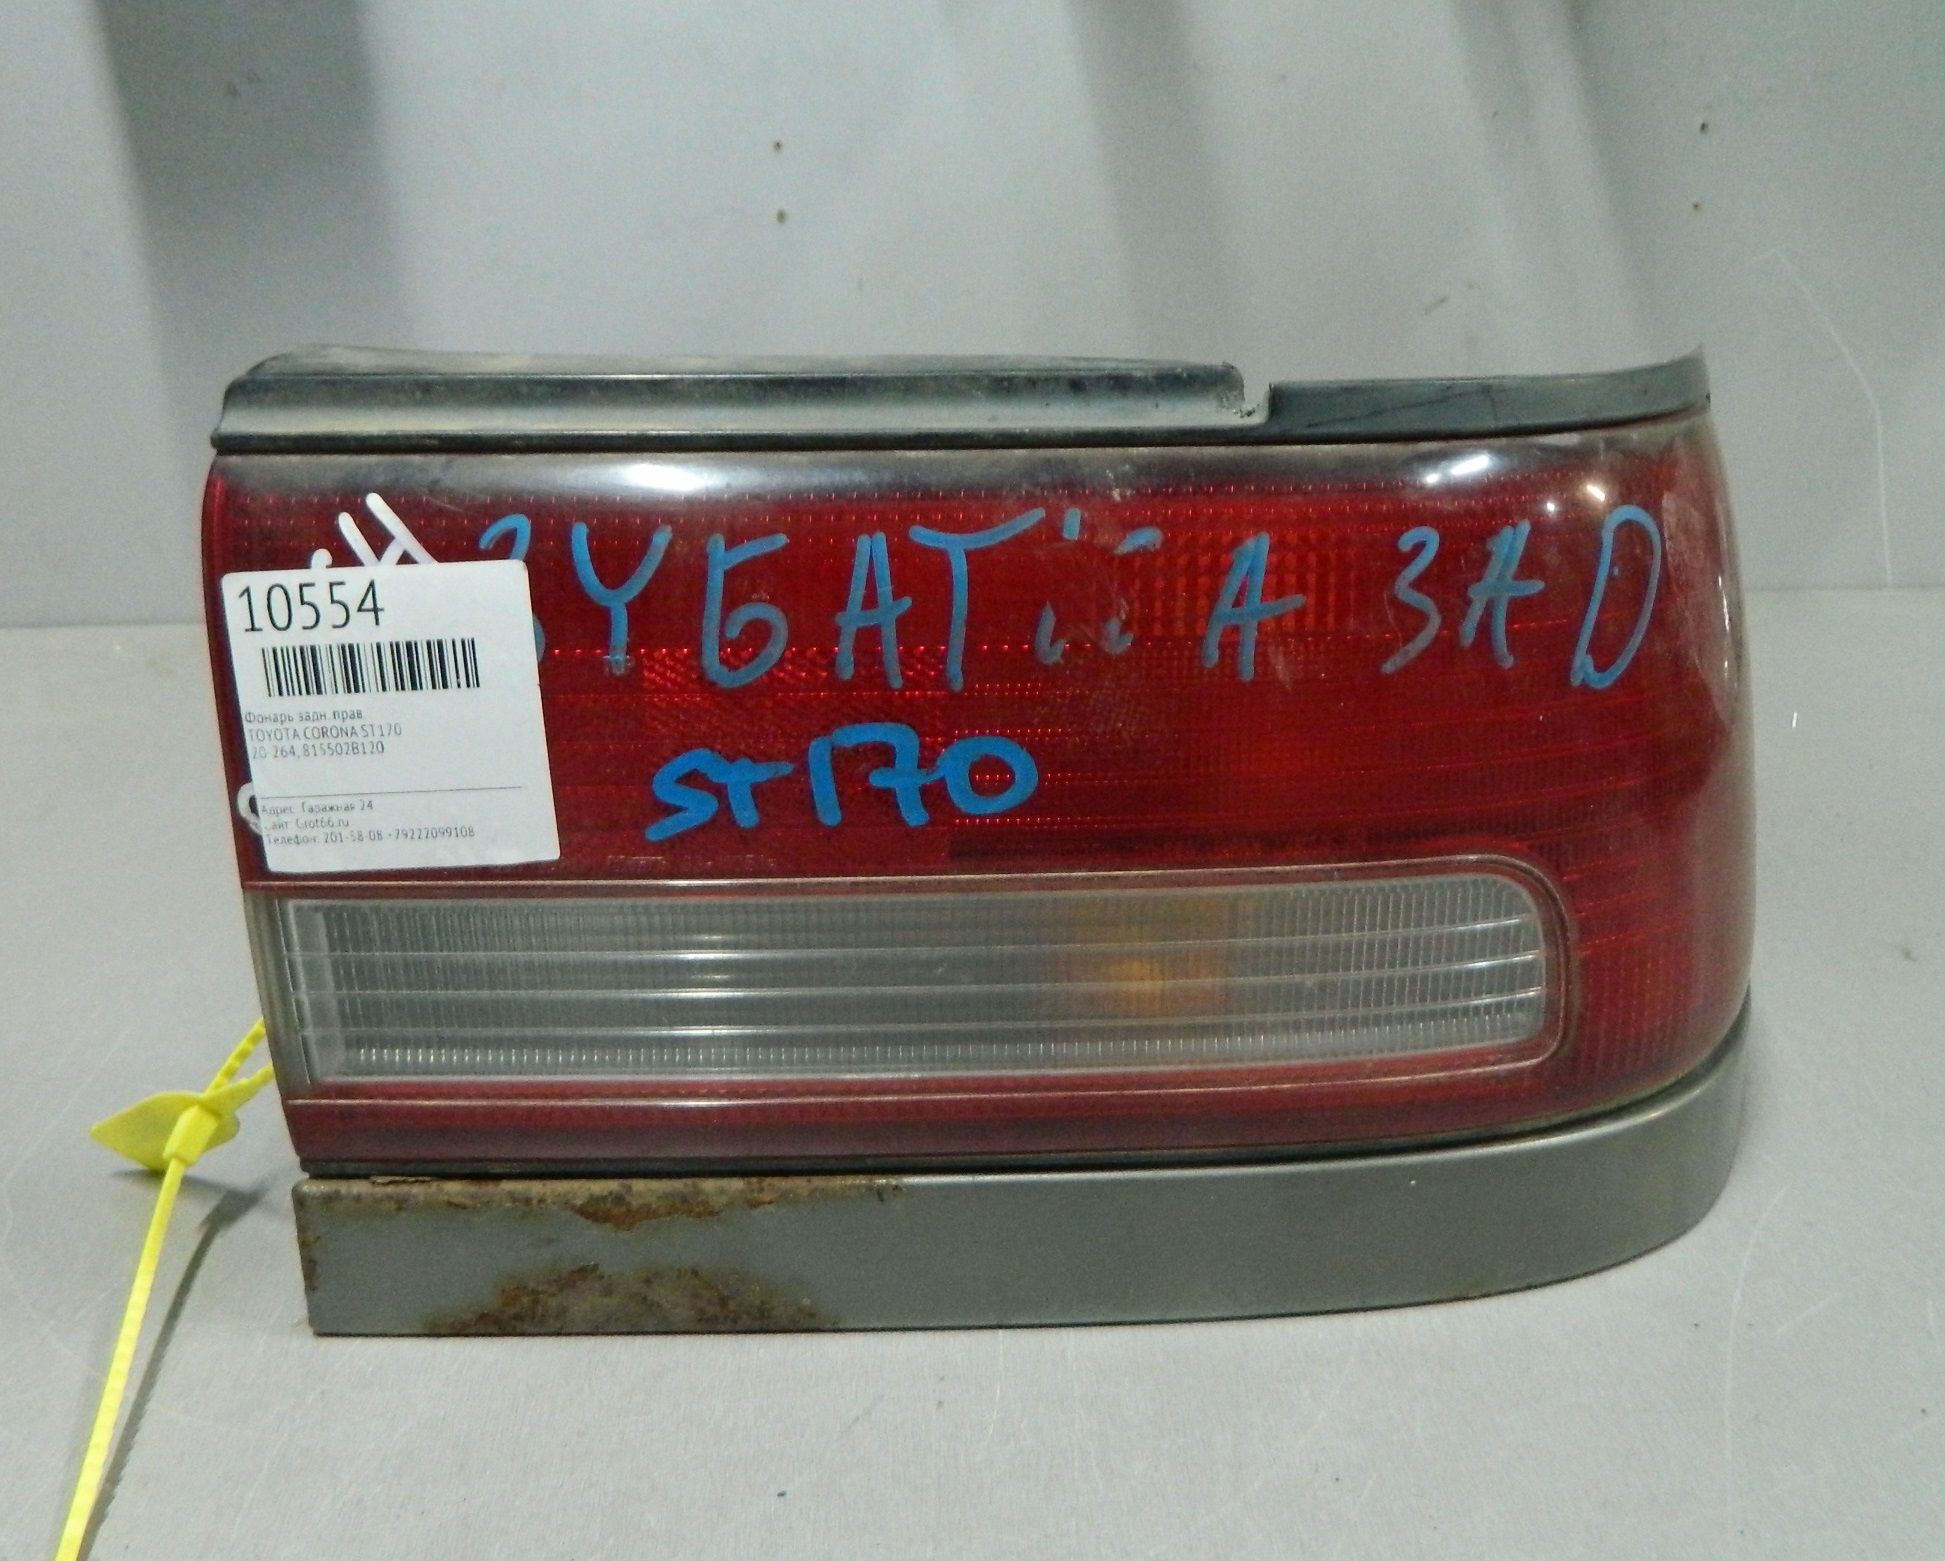 ЗУБАТКА ЗАД
ST170
10554
Фонарь задн. прав.
TOYOTA CORONA ST170
20-264, 815502B120
Адрес: Гаражная 24
Сайт: Grot66.ru
Телефон: 201-58-08 +79222099108